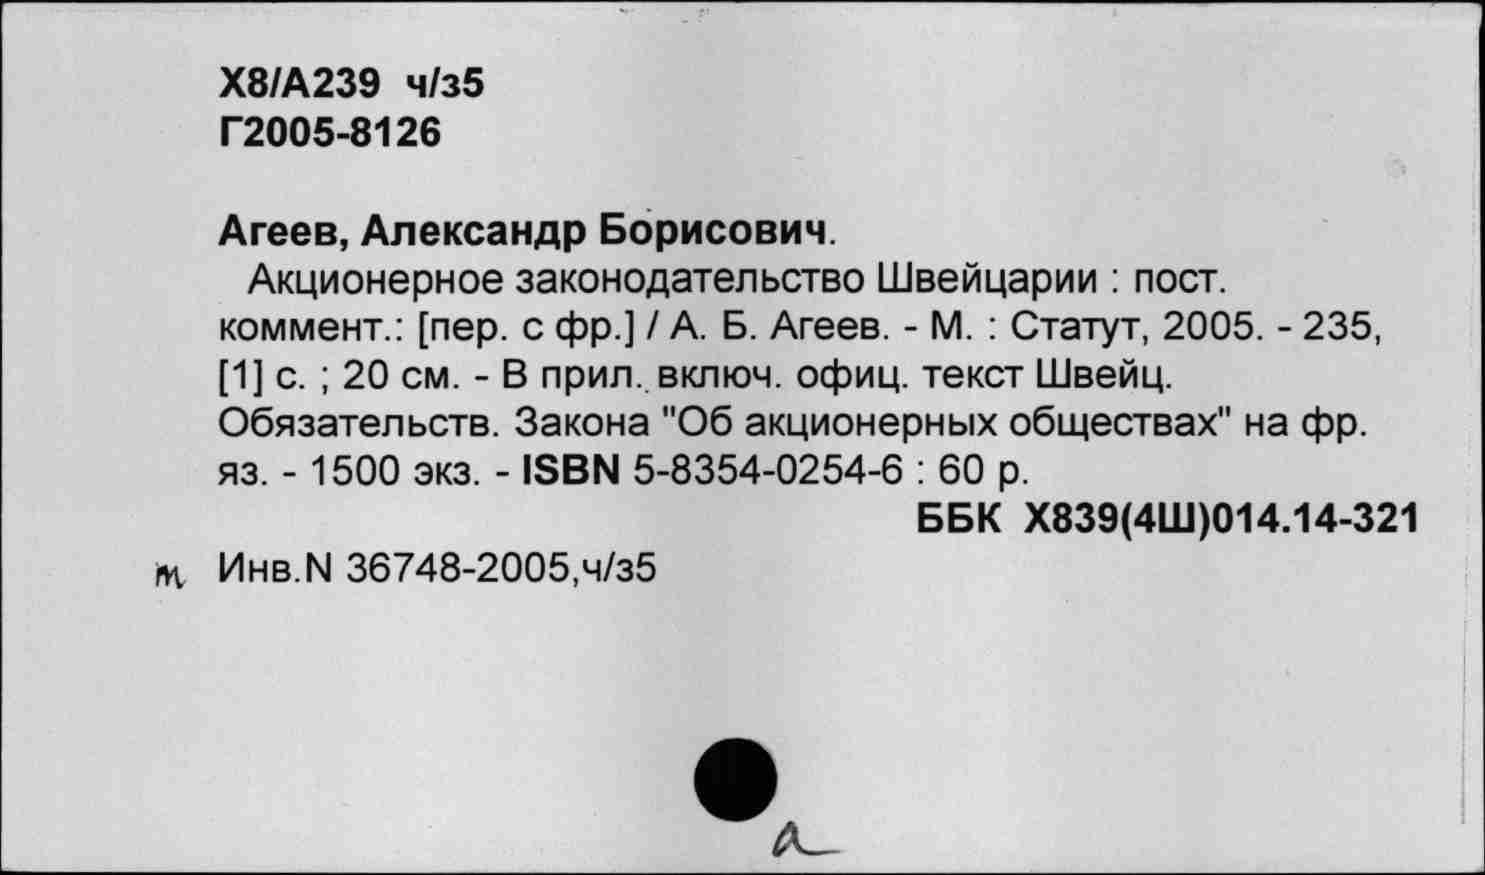 Х8/А239 ч/з5
Г2005-8126
Агеев, Александр Борисович.
Акционерное законодательство Швейцарии : пост.
коммент.: [пер. с фр.] / А. Б. Агеев. - М. : Статут, 2005. - 235,
[1] с. ; 20 см. - В прил. включ. офиц. текст Швейц.
Обязательств. Закона "Об акционерных обществах" на фр.
яз. - 1500 экз. - ISBN 5-8354-0254-6 : 60 р.
ББК Х839(4Ш)014.14-321
Инв.N 36748-2005,ч/з5